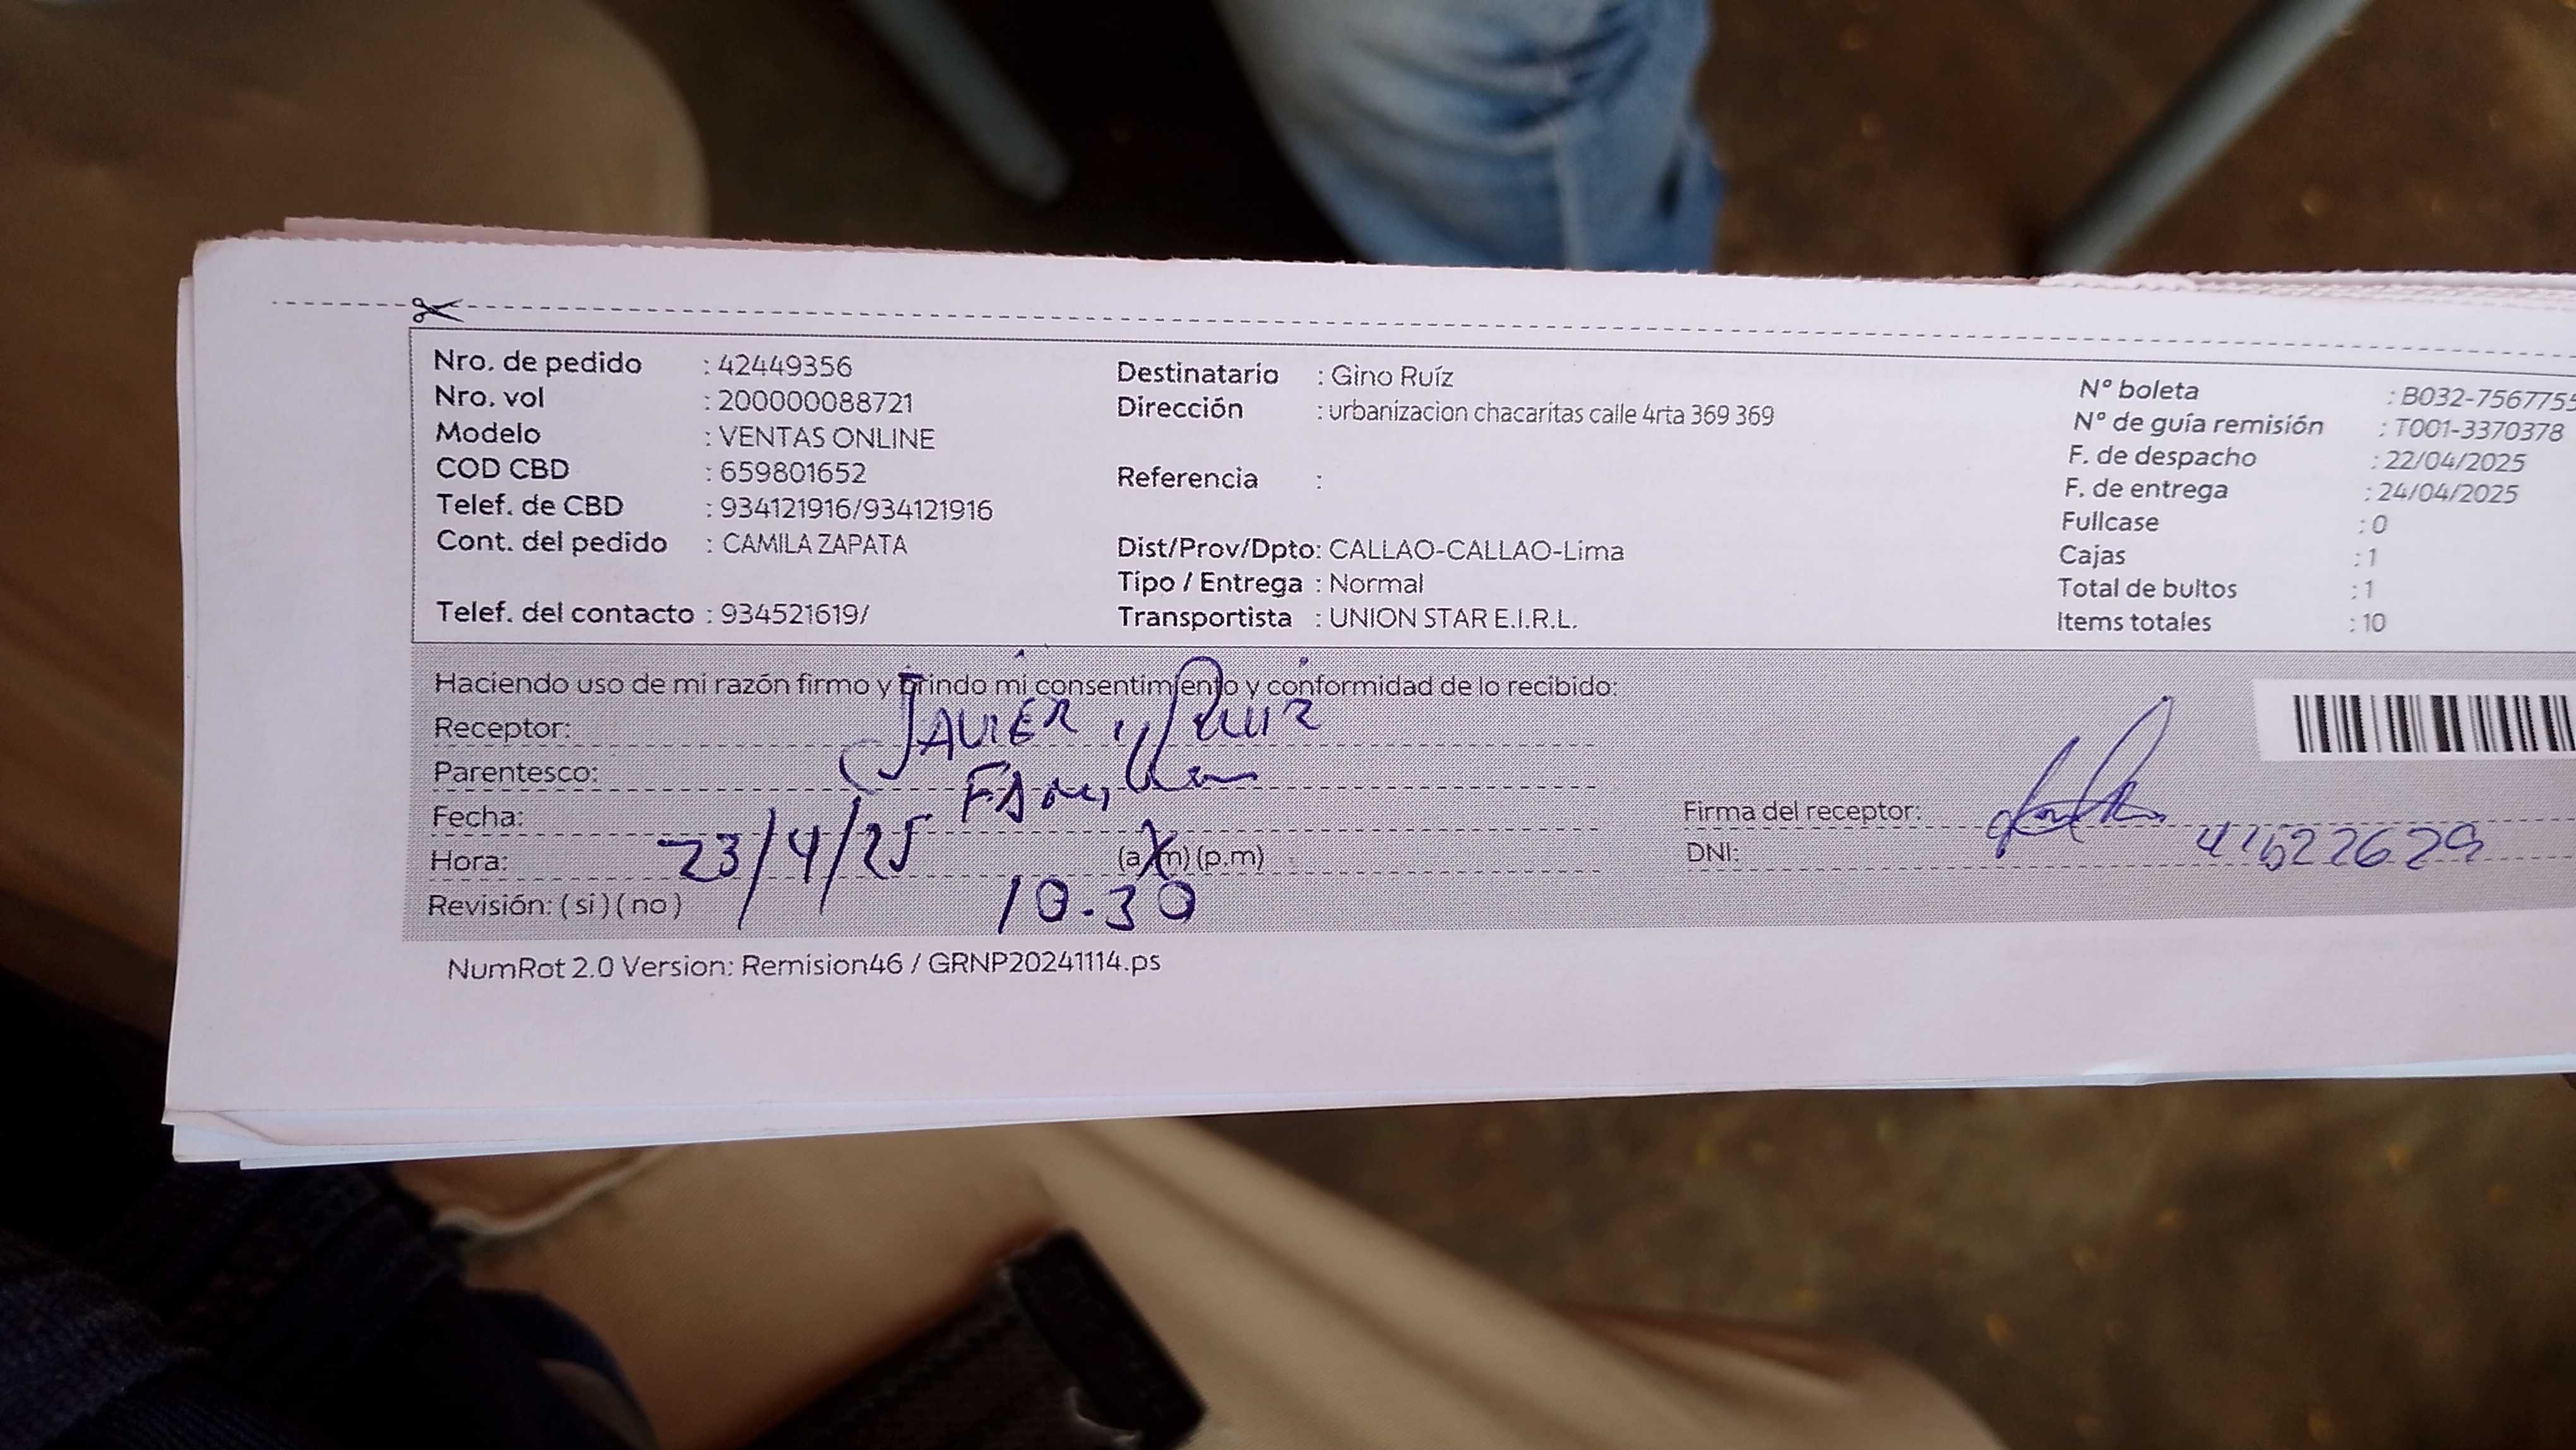 Nro. de pedido : 42449356
Nro. vol : 200000088721
Modelo : VENTAS ONLINE
COD CBD : 659801652
Telef. de CBD : 934121916/934121916
Cont. del pedido : CAMILA ZAPATA
Telef. del contacto : 934521619/
Destinatario : Gino Ruíz
Dirección : urbanizacion chacaritas calle 4rta 369 369
Referencia :
Dist/Prov/Dpto: CALLAO-CALLAO-Lima
Tipo / Entrega : Normal
Transportista : UNION STAR E.I.R.L.
Nº boleta : B032-7567755
Nº de guía remisión : T001-3370378
F. de despacho : 22/04/2025
F. de entrega : 24/04/2025
Fullcase : 0
Cajas : 1
Total de bultos : 1
Items totales : 10
Haciendo uso de mi razón firmo y brindo mi consentimiento y conformidad de lo recibido:
Receptor: JAVIER Ruiz
Parentesco:
Fecha: 23/4/25
Hora: (a.m) (p.m) 10.30
Revisión: ( si ) ( no )
Firma del receptor:
DNI: 41622629
NumRot 2.0 Version: Remision46 / GRNP20241114.ps